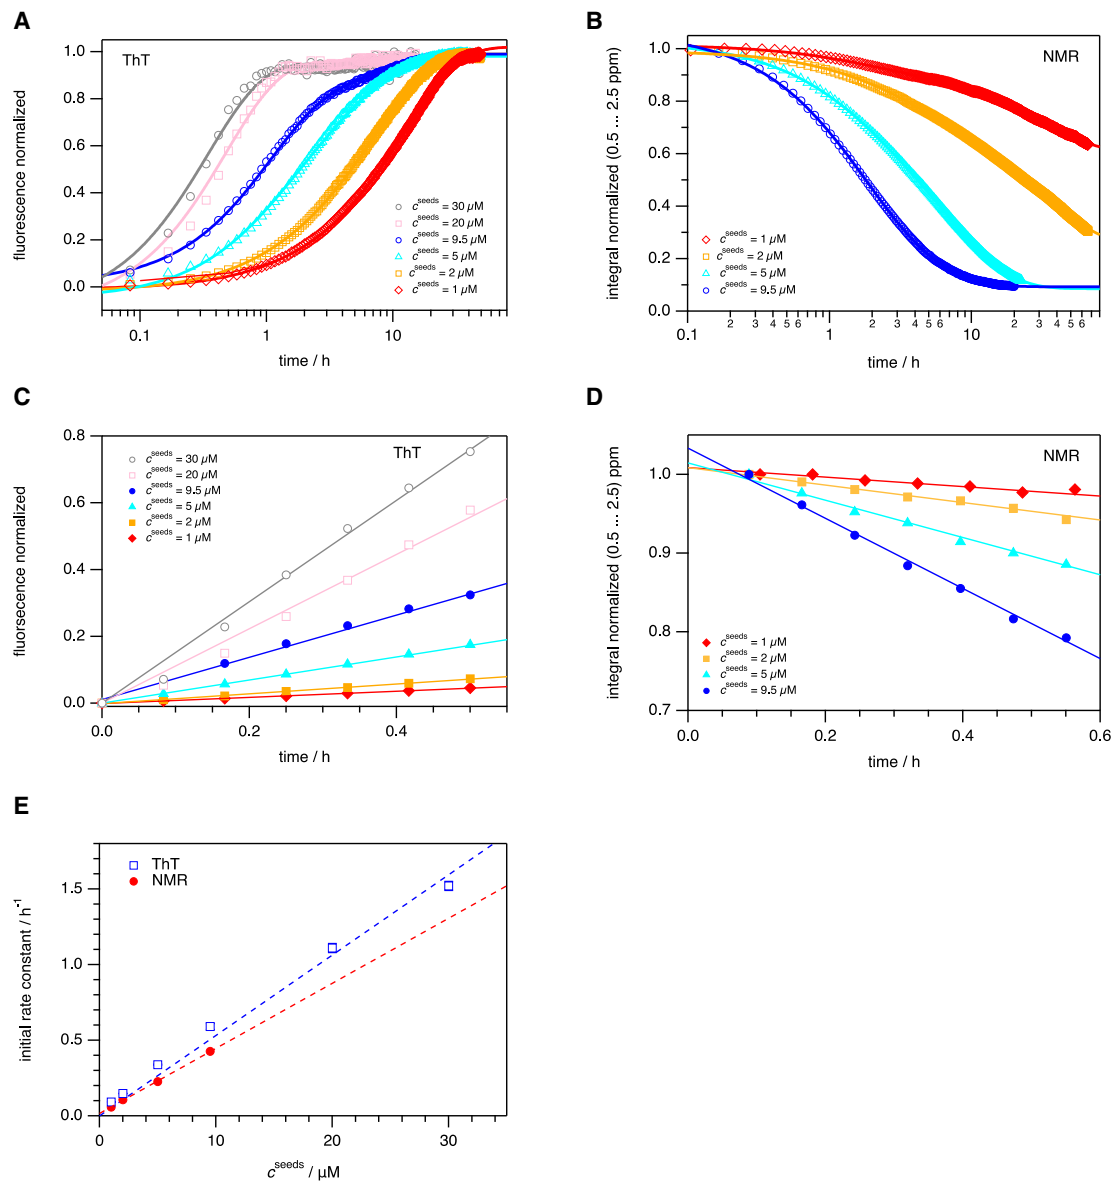 A
ThT
fluorescence normalized
1.0
0.8
0.6
0.4
0.2
0.0
c^seeds = 30 µM
c^seeds = 20 µM
c^seeds = 9.5 µM
c^seeds = 5 µM
c^seeds = 2 µM
c^seeds = 1 µM
0.1 1 10
time / h
B
NMR
integral normalized (0.5 ... 2.5 ppm)
1.0
0.8
0.6
0.4
0.2
0.0
c^seeds = 1 µM
c^seeds = 2 µM
c^seeds = 5 µM
c^seeds = 9.5 µM
0.1 2 3 4 5 6 1 2 3 4 5 6 10 2 3 4 5 6
time / h
C
ThT
fluorsecence normalized
0.8
0.6
0.4
0.2
0.0
c^seeds = 30 µM
c^seeds = 20 µM
c^seeds = 9.5 µM
c^seeds = 5 µM
c^seeds = 2 µM
c^seeds = 1 µM
0.0 0.2 0.4
time / h
D
NMR
integral normalized (0.5 ... 2.5) ppm
1.0
0.9
0.8
0.7
c^seeds = 1 µM
c^seeds = 2 µM
c^seeds = 5 µM
c^seeds = 9.5 µM
0.0 0.2 0.4 0.6
time / h
E
ThT
NMR
initial rate constant / h^-1
1.5
1.0
0.5
0.0
0 10 20 30
c^seeds / µM